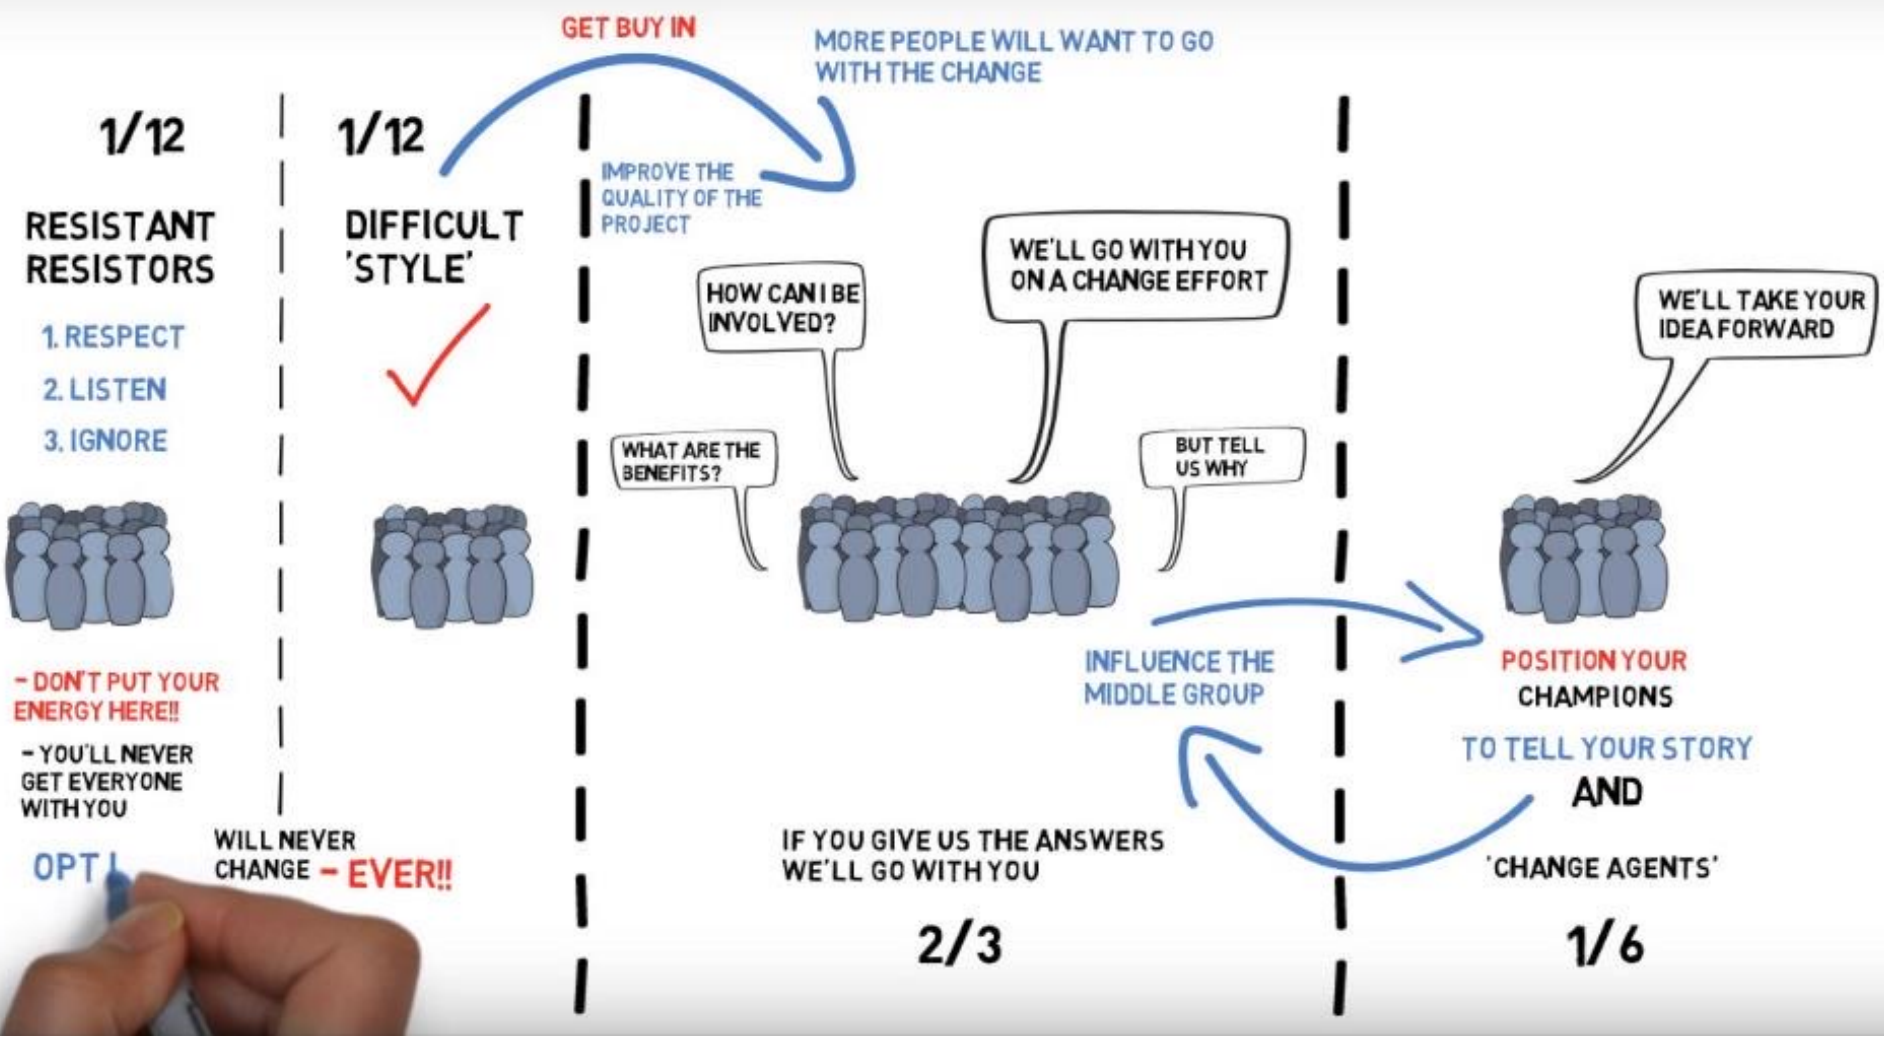 GET BUY IN
MORE PEOPLE WILL WANT TO GO
WITH THE CHANGE
1/12
1/12
IMPROVE THE
QUALITY OF THE
PROJECT
RESISTANT
RESISTORS
DIFFICULT
'STYLE'
1. RESPECT
2. LISTEN
3. IGNORE
HOW CAN I BE
INVOLVED?
WE'LL GO WITH YOU
ON A CHANGE EFFORT
WE'LL TAKE YOUR
IDEA FORWARD
WHAT ARE THE
BENEFITS?
BUT TELL
US WHY
- DON'T PUT YOUR
ENERGY HERE!!
- YOU'LL NEVER
GET EVERYONE
WITH YOU
OPTI
WILL NEVER
CHANGE - EVER!!
INFLUENCE THE
MIDDLE GROUP
IF YOU GIVE US THE ANSWERS
WE'LL GO WITH YOU
2/3
POSITION YOUR
CHAMPIONS
TO TELL YOUR STORY
AND
'CHANGE AGENTS'
1/6